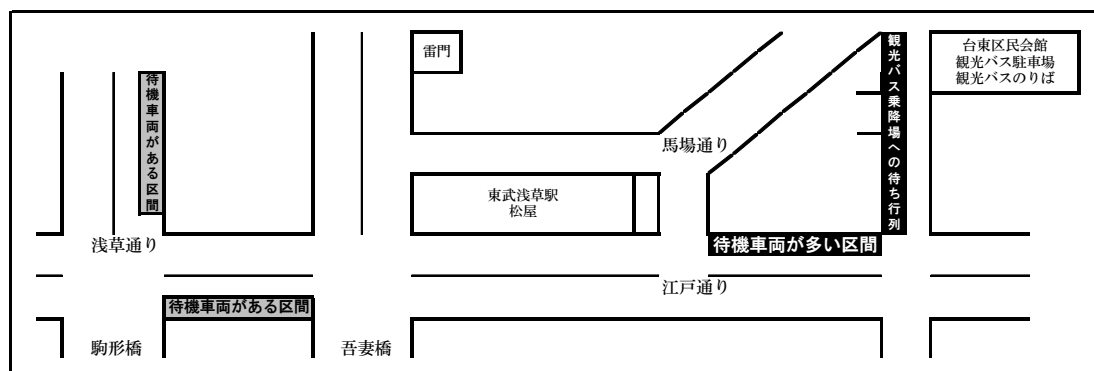 雷門
台東区民会館
観光バス駐車場
観光バスのりば
待機車両がある区間
観光バス乗降場への待ち行列
馬場通り
東武浅草駅
松屋
浅草通り
待機車両が多い区間
江戸通り
待機車両がある区間
駒形橋
吾妻橋